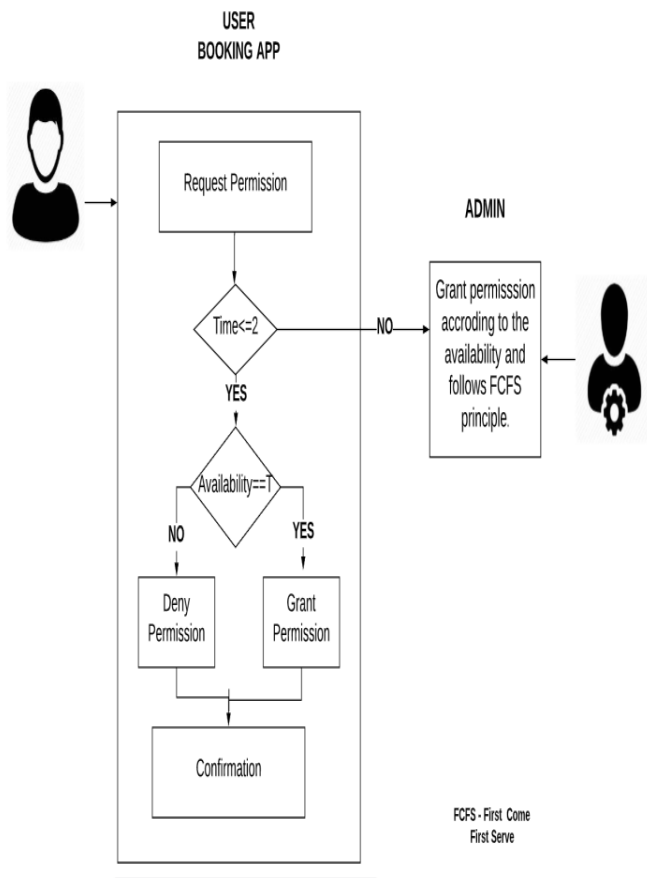 USER
BOOKING APP
Request Permission
ADMIN
Time<=2
NO
Grant permisssion
accroding to the
availability and
follows FCFS
principle.
YES
Availability==T
NO
YES
Deny
Permission
Grant
Permission
Confirmation
FCFS - First Come
First Serve